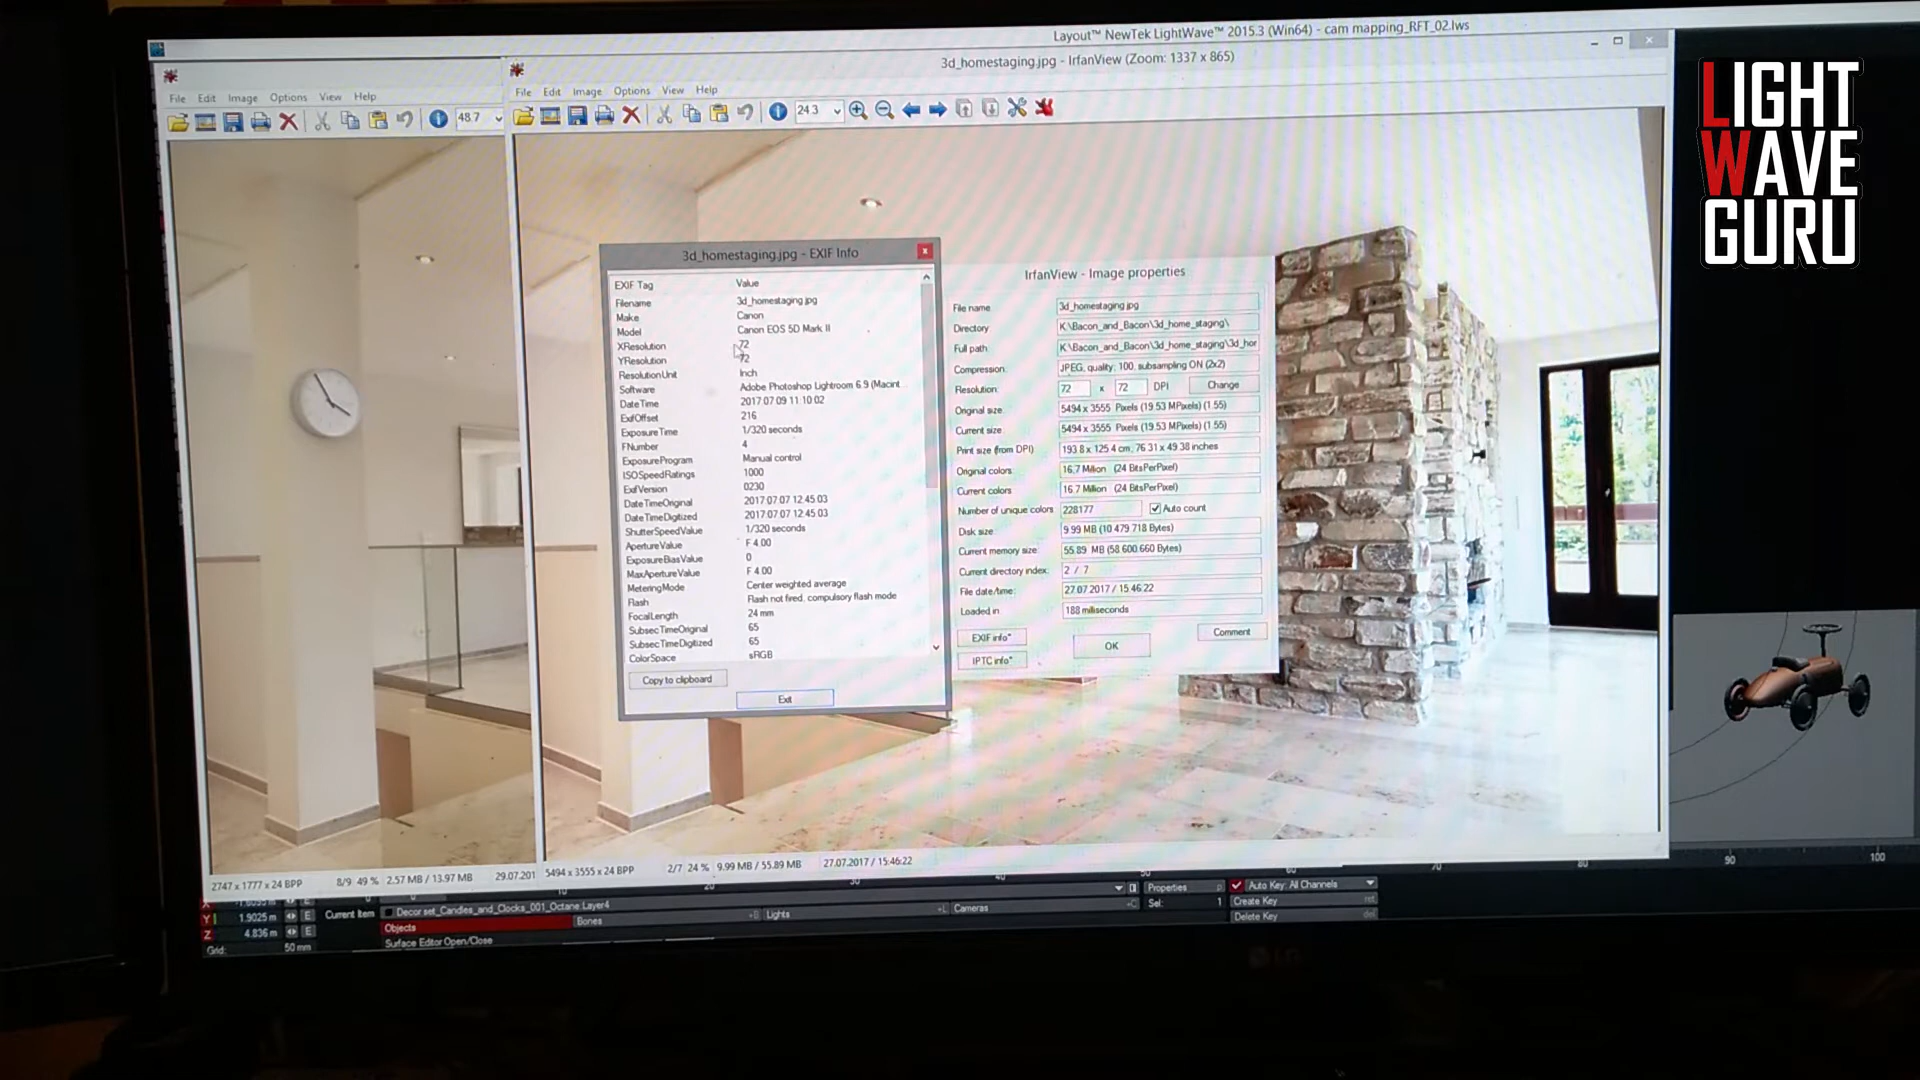 Layout™ NewTek LightWave™ 2015.3 (Win64) - cam mapping_RFT_02.lws
3d_homestaging.jpg - IrfanView (Zoom: 1337 x 865)
File Edit Image Options View Help
File Edit Image Options View Help
48.7
24.3
LIGHT
WAVE
GURU
3d_homestaging.jpg - EXIF Info
EXIF Tag Value
Filename 3d_homestaging.jpg
Make Canon
Model Canon EOS 5D Mark II
XResolution 72
YResolution 72
ResolutionUnit Inch
Software Adobe Photoshop Lightroom 6.9 (Macint
DateTime 2017:07:09 11:10:02
ExifOffset 216
ExposureTime 1/320 seconds
FNumber 4
ExposureProgram Manual control
ISOSpeedRatings 1000
ExifVersion 0230
DateTimeOriginal 2017:07:07 12:45:03
DateTimeDigitized 2017:07:07 12:45:03
ShutterSpeedValue 1/320 seconds
ApertureValue F 4.00
ExposureBiasValue 0
MaxApertureValue F 4.00
MeteringMode Center weighted average
Flash Flash not fired, compulsory flash mode
FocalLength 24 mm
SubsecTimeOriginal 65
SubsecTimeDigitized 65
ColorSpace sRGB
Copy to clipboard
Exit
IrfanView - Image properties
File name 3d_homestaging.jpg
Directory: K:\Bacon_and_Bacon\3d_home_staging\
Full path: K:\Bacon_and_Bacon\3d_home_staging\3d_hor
Compression: JPEG, quality: 100, subsampling ON (2x2)
Resolution: 72 x 72 DPI Change
Original size: 5494 x 3555 Pixels (19.53 MPixels) (1.55)
Current size: 5494 x 3555 Pixels (19.53 MPixels) (1.55)
Print size (from DPI) 193.8 x 125.4 cm; 76.31 x 49.38 inches
Original colors: 16.7 Million (24 BitsPerPixel)
Current colors: 16.7 Million (24 BitsPerPixel)
Number of unique colors: 228177 Auto count
Disk size: 9.99 MB (10.479.718 Bytes)
Current memory size: 55.89 MB (58.600.660 Bytes)
Current directory index: 2 / 7
File date/time: 27.07.2017 / 15:46:22
Loaded in: 188 milliseconds
EXIF info* OK Comment
IPTC info*
2747 x 1777 x 24 BPP 8/9 49 % 2.57 MB / 13.97 MB 29.07.201
5494 x 3555 x 24 BPP 2/7 24 % 9.99 MB / 55.89 MB 27.07.2017 / 15:46:22
10 20 30 40 50 60 70 80 90 100
Y 1.9025 m E
Z 4.836 m E
Grid: 50 mm
Current Item Decor set_Candles_and_Clocks_001_Octane:Layer4
Objects Bones Lights Cameras
Surface Editor Open/Close
Properties p
Sel: 1
Auto Key: All Channels
Create Key ret
Delete Key del